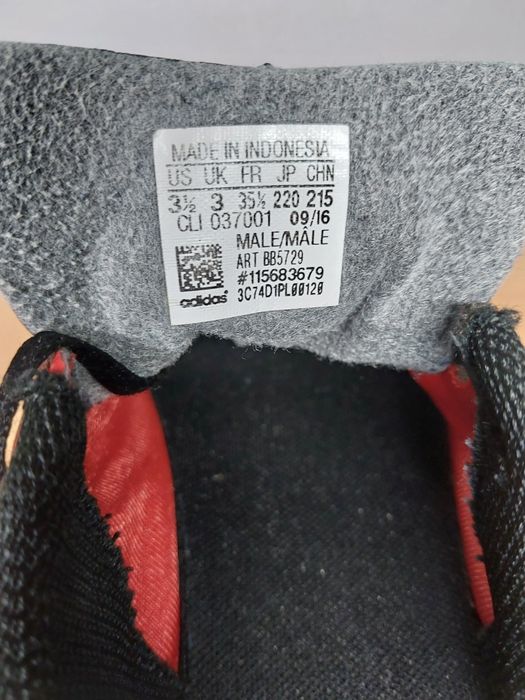 MADE IN INDONESIA
US UK FR JP CHN
3½ 3 35½ 220 215
CLI 037001 09/16
MALE/MÂLE
ART BB5729
#115683679
adidas® 3C74D1PL00120